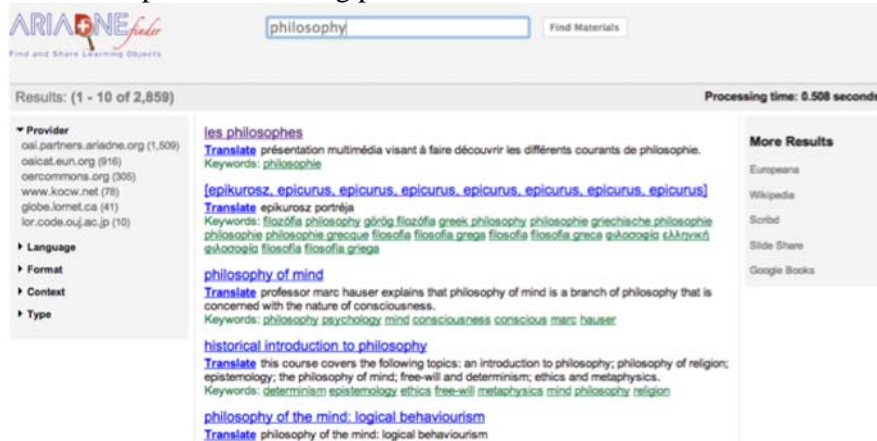 ARIADNE finder
Find and Share Learning Objects
philosophy
Find Materials
Results: (1 - 10 of 2,859)
Processing time: 0.508 seconds
Provider
oai.partners.ariadne.org (1,509)
oaicat.eun.org (916)
oercommons.org (305)
www.kocw.net (78)
globe.lornet.ca (41)
lor.code.ouj.ac.jp (10)
Language
Format
Context
Type
les philosophes
Translate présentation multimédia visant à faire découvrir les différents courants de philosophie.
Keywords: philosophie
[epikurosz, epicurus, epicurus, epicurus, epicurus, epicurus, epicurus, epicurus]
Translate epikurosz portréja
Keywords: filozófia philosophy görög filozófia greek philosophy philosophie griechische philosophie
philosophie philosophie grecque filosofia filosofia grega filosofia filosofia greca φιλοσοφία ελληνική
φιλοσοφία filosofía filosofía griega
philosophy of mind
Translate professor marc hauser explains that philosophy of mind is a branch of philosophy that is
concerned with the nature of consciousness.
Keywords: philosophy psychology mind consciousness conscious marc hauser
historical introduction to philosophy
Translate this course covers the following topics: an introduction to philosophy; philosophy of religion;
epistemology; the philosophy of mind; free-will and determinism; ethics and metaphysics.
Keywords: determinism epistemology ethics free-will metaphysics mind philosophy religion
philosophy of the mind: logical behaviourism
Translate philosophy of the mind: logical behaviourism
More Results
Europeana
Wikipedia
Scribd
Slide Share
Google Books